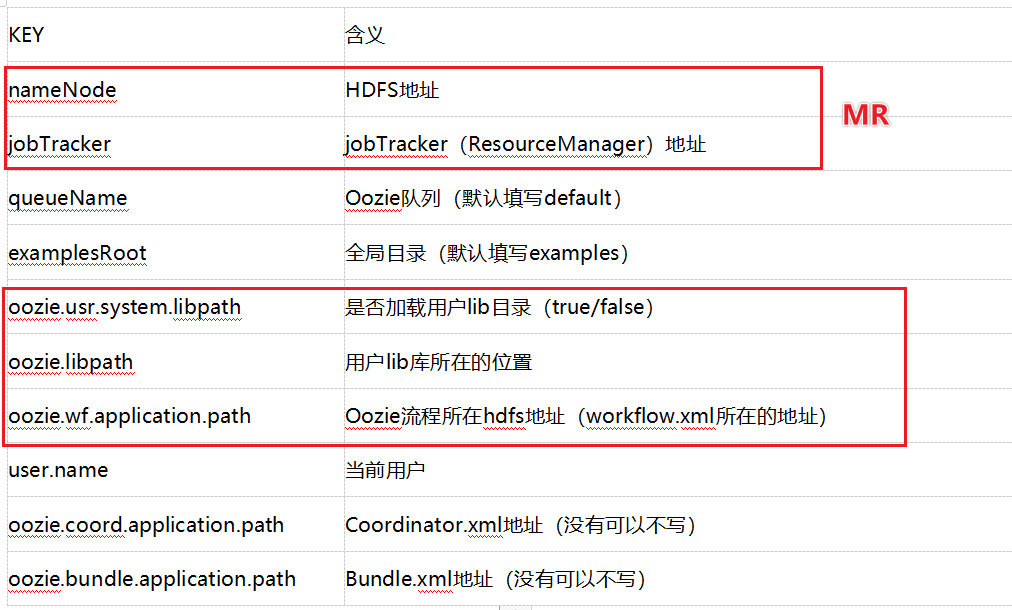 KEY 含义
nameNode HDFS地址
MR
jobTracker jobTracker（ResourceManager）地址
queueName Oozie队列（默认填写default）
examplesRoot 全局目录（默认填写examples）
oozie.usr.system.libpath 是否加载用户lib目录（true/false）
oozie.libpath 用户lib库所在的位置
oozie.wf.application.path Oozie流程所在hdfs地址（workflow.xml所在的地址）
user.name 当前用户
oozie.coord.application.path Coordinator.xml地址（没有可以不写）
oozie.bundle.application.path Bundle.xml地址（没有可以不写）